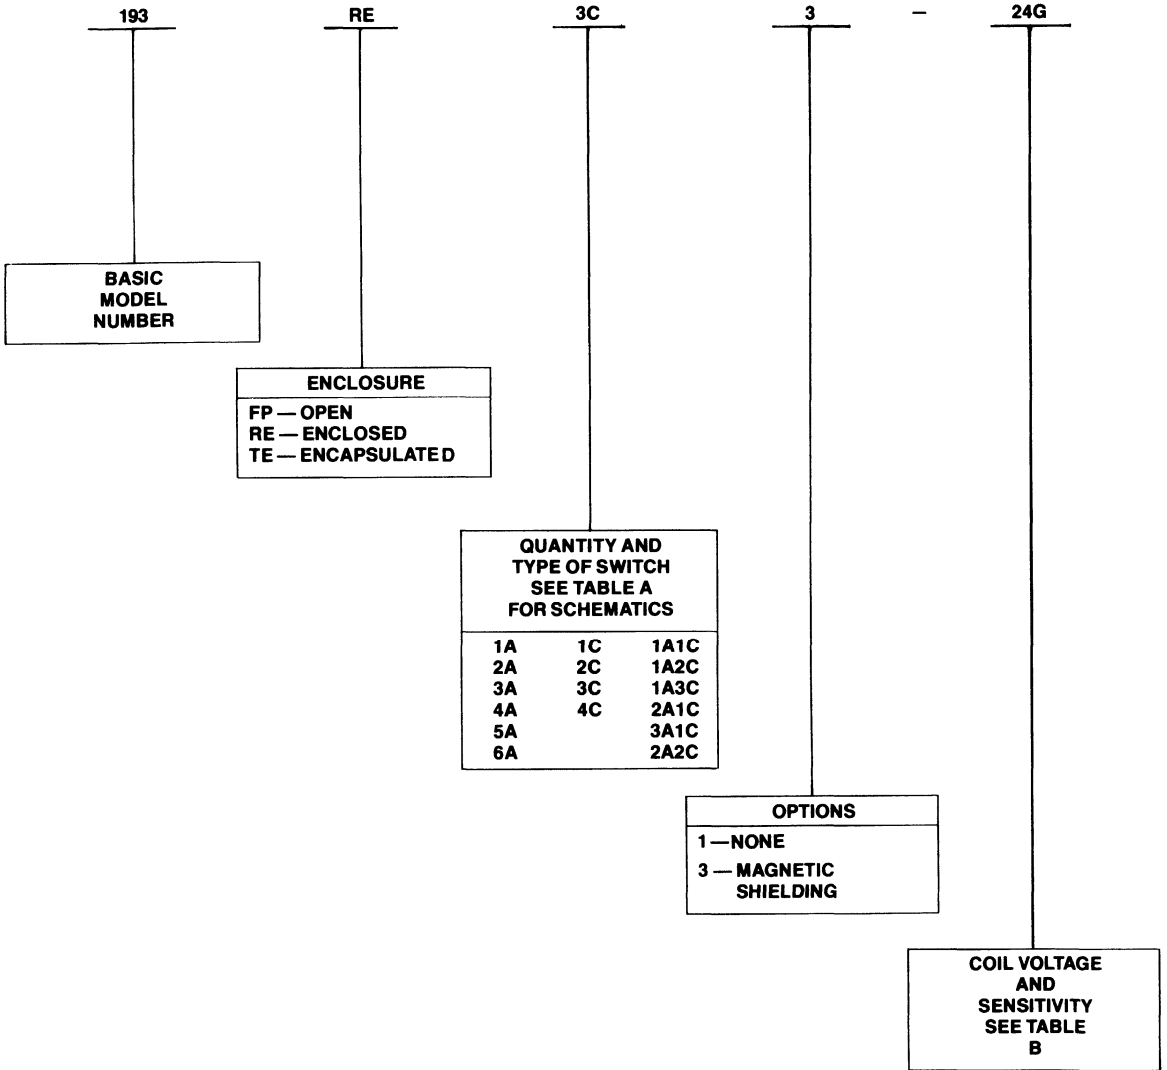 193 RE 3C 3 — 24G
BASIC
MODEL
NUMBER
ENCLOSURE
FP — OPEN
RE — ENCLOSED
TE — ENCAPSULATED
QUANTITY AND
TYPE OF SWITCH
SEE TABLE A
FOR SCHEMATICS
1A 1C 1A1C
2A 2C 1A2C
3A 3C 1A3C
4A 4C 2A1C
5A 3A1C
6A 2A2C
OPTIONS
1 — NONE
3 — MAGNETIC
SHIELDING
COIL VOLTAGE
AND
SENSITIVITY
SEE TABLE
B